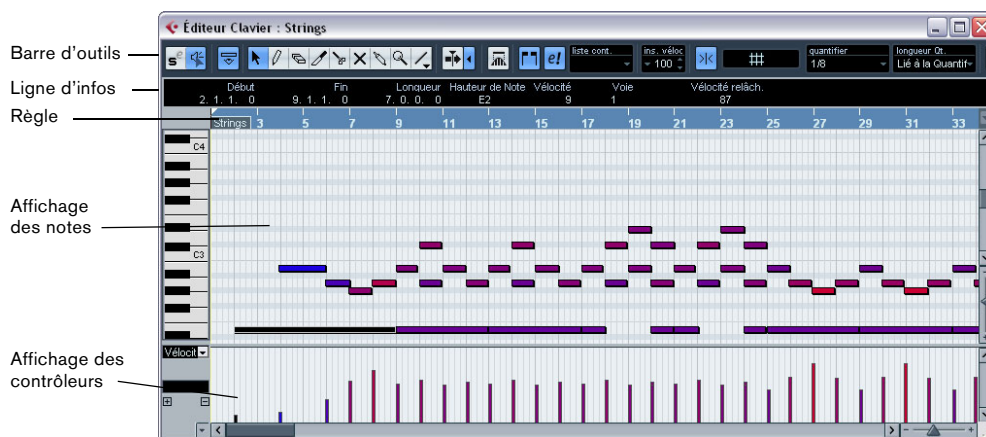 Éditeur Clavier : Strings
Barre d'outils
liste cont.
ins. véloc
100
quantifier
1/8
longueur Qt.
Lié à la Quantif
Ligne d'infos
Début Fin Longueur Hauteur de Note Vélocité Voie Vélocité relâch.
2. 1. 1. 0 9. 1. 1. 0 7. 0. 0. 0 E2 9 1 87
Règle
Strings 3 5 7 9 11 13 15 17 19 21 23 25 27 29 31 33
C4
Affichage
des notes
C3
Vélocit
Affichage des
contrôleurs